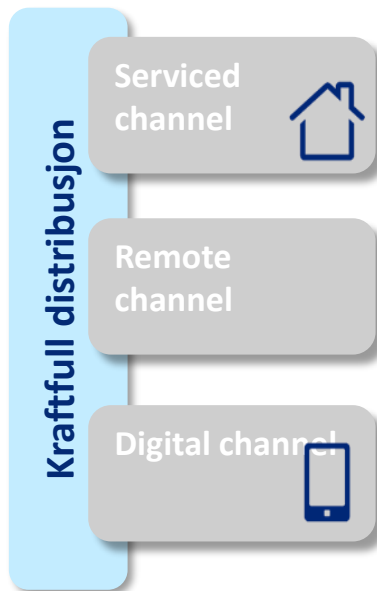 Kraftfull distribusjon
Serviced
channel
Remote
channel
Digital channel